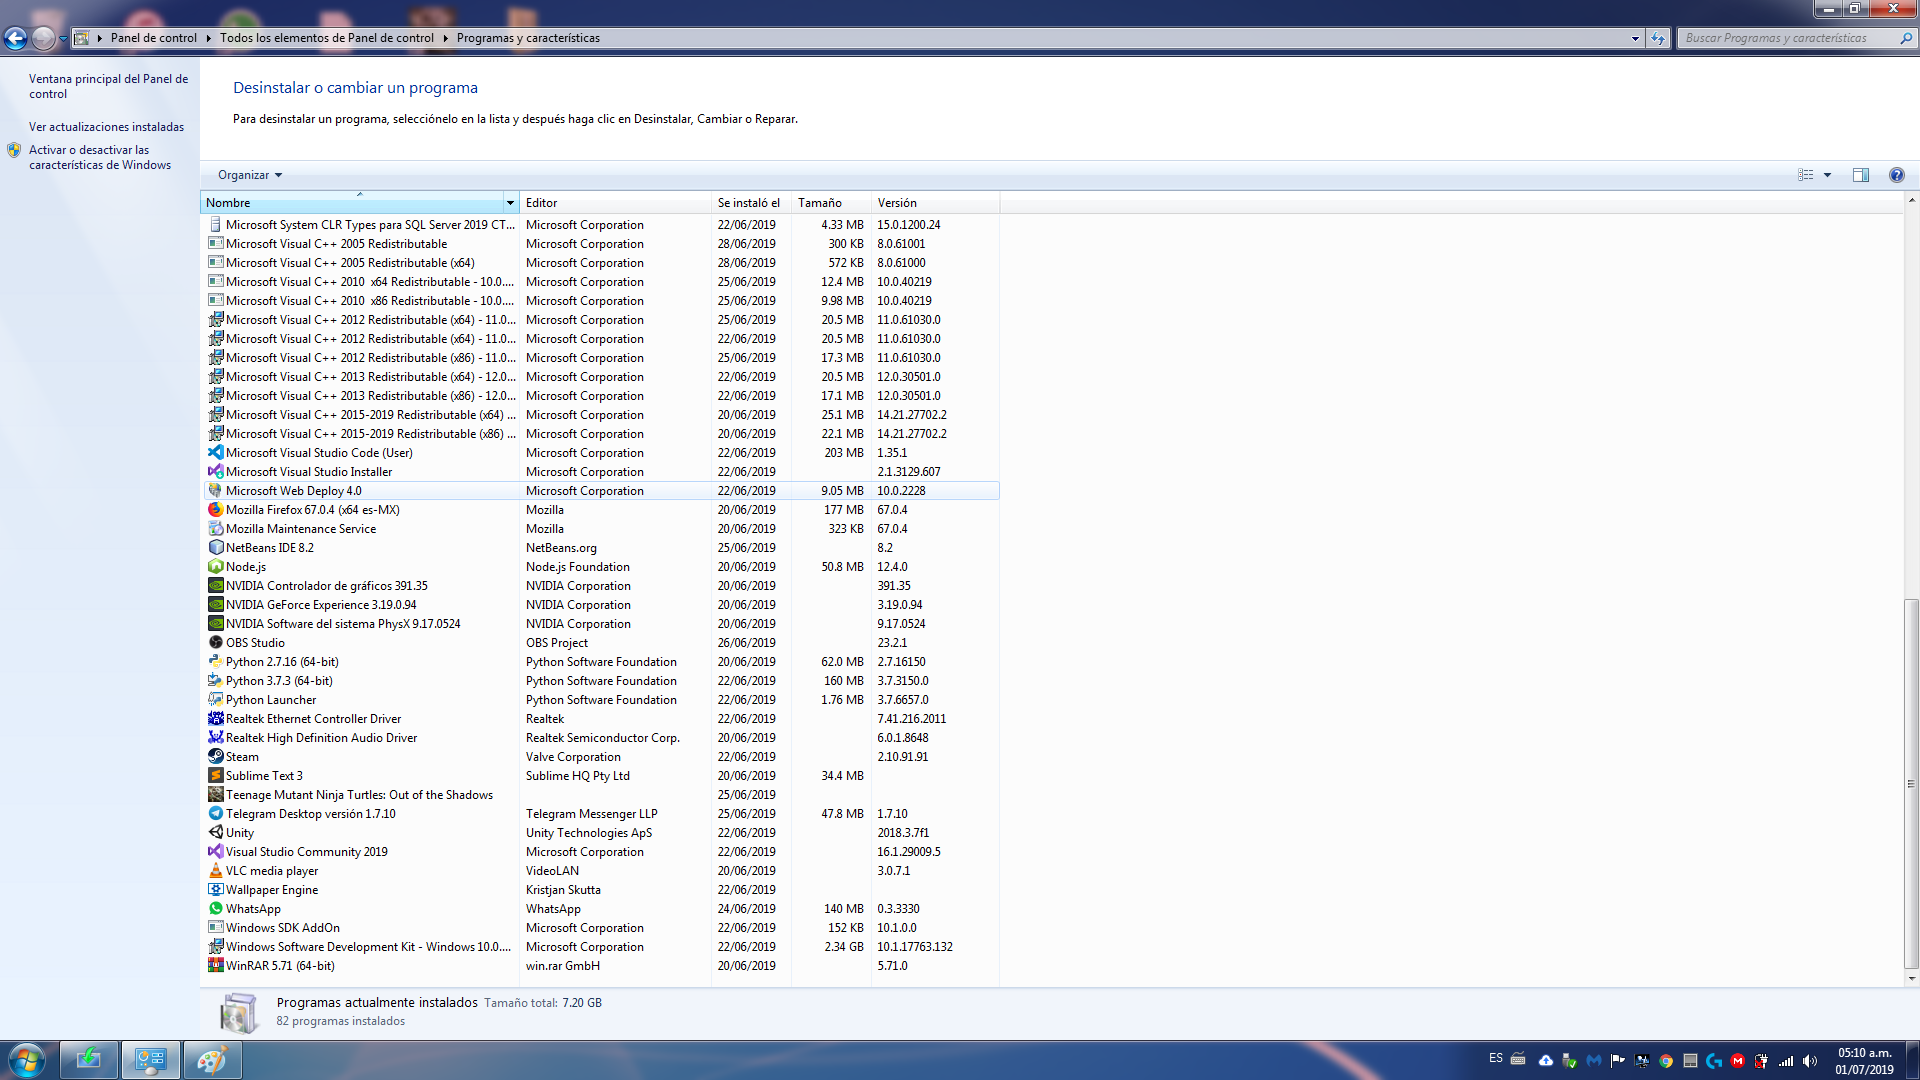 Panel de control ▸ Todos los elementos de Panel de control ▸ Programas y características
Buscar Programas y características
Ventana principal del Panel de control
Ver actualizaciones instaladas
Activar o desactivar las características de Windows
Desinstalar o cambiar un programa
Para desinstalar un programa, selecciónelo en la lista y después haga clic en Desinstalar, Cambiar o Reparar.
Organizar
Nombre Editor Se instaló el Tamaño Versión
Microsoft System CLR Types para SQL Server 2019 CT... Microsoft Corporation 22/06/2019 4.33 MB 15.0.1200.24
Microsoft Visual C++ 2005 Redistributable Microsoft Corporation 28/06/2019 300 KB 8.0.61001
Microsoft Visual C++ 2005 Redistributable (x64) Microsoft Corporation 28/06/2019 572 KB 8.0.61000
Microsoft Visual C++ 2010 x64 Redistributable - 10.0.... Microsoft Corporation 25/06/2019 12.4 MB 10.0.40219
Microsoft Visual C++ 2010 x86 Redistributable - 10.0.... Microsoft Corporation 25/06/2019 9.98 MB 10.0.40219
Microsoft Visual C++ 2012 Redistributable (x64) - 11.0... Microsoft Corporation 25/06/2019 20.5 MB 11.0.61030.0
Microsoft Visual C++ 2012 Redistributable (x64) - 11.0... Microsoft Corporation 22/06/2019 20.5 MB 11.0.61030.0
Microsoft Visual C++ 2012 Redistributable (x86) - 11.0... Microsoft Corporation 25/06/2019 17.3 MB 11.0.61030.0
Microsoft Visual C++ 2013 Redistributable (x64) - 12.0... Microsoft Corporation 22/06/2019 20.5 MB 12.0.30501.0
Microsoft Visual C++ 2013 Redistributable (x86) - 12.0... Microsoft Corporation 22/06/2019 17.1 MB 12.0.30501.0
Microsoft Visual C++ 2015-2019 Redistributable (x64) ... Microsoft Corporation 20/06/2019 25.1 MB 14.21.27702.2
Microsoft Visual C++ 2015-2019 Redistributable (x86) ... Microsoft Corporation 20/06/2019 22.1 MB 14.21.27702.2
Microsoft Visual Studio Code (User) Microsoft Corporation 22/06/2019 203 MB 1.35.1
Microsoft Visual Studio Installer Microsoft Corporation 22/06/2019 2.1.3129.607
Microsoft Web Deploy 4.0 Microsoft Corporation 22/06/2019 9.05 MB 10.0.2228
Mozilla Firefox 67.0.4 (x64 es-MX) Mozilla 20/06/2019 177 MB 67.0.4
Mozilla Maintenance Service Mozilla 20/06/2019 323 KB 67.0.4
NetBeans IDE 8.2 NetBeans.org 25/06/2019 8.2
Node.js Node.js Foundation 20/06/2019 50.8 MB 12.4.0
NVIDIA Controlador de gráficos 391.35 NVIDIA Corporation 20/06/2019 391.35
NVIDIA GeForce Experience 3.19.0.94 NVIDIA Corporation 20/06/2019 3.19.0.94
NVIDIA Software del sistema PhysX 9.17.0524 NVIDIA Corporation 20/06/2019 9.17.0524
OBS Studio OBS Project 26/06/2019 23.2.1
Python 2.7.16 (64-bit) Python Software Foundation 20/06/2019 62.0 MB 2.7.16150
Python 3.7.3 (64-bit) Python Software Foundation 22/06/2019 160 MB 3.7.3150.0
Python Launcher Python Software Foundation 22/06/2019 1.76 MB 3.7.6657.0
Realtek Ethernet Controller Driver Realtek 22/06/2019 7.41.216.2011
Realtek High Definition Audio Driver Realtek Semiconductor Corp. 20/06/2019 6.0.1.8648
Steam Valve Corporation 22/06/2019 2.10.91.91
Sublime Text 3 Sublime HQ Pty Ltd 20/06/2019 34.4 MB
Teenage Mutant Ninja Turtles: Out of the Shadows 25/06/2019
Telegram Desktop versión 1.7.10 Telegram Messenger LLP 25/06/2019 47.8 MB 1.7.10
Unity Unity Technologies ApS 22/06/2019 2018.3.7f1
Visual Studio Community 2019 Microsoft Corporation 22/06/2019 16.1.29009.5
VLC media player VideoLAN 20/06/2019 3.0.7.1
Wallpaper Engine Kristjan Skutta 22/06/2019
WhatsApp WhatsApp 24/06/2019 140 MB 0.3.3330
Windows SDK AddOn Microsoft Corporation 22/06/2019 152 KB 10.1.0.0
Windows Software Development Kit - Windows 10.0.... Microsoft Corporation 22/06/2019 2.34 GB 10.1.17763.132
WinRAR 5.71 (64-bit) win.rar GmbH 20/06/2019 5.71.0
Programas actualmente instalados Tamaño total: 7.20 GB
82 programas instalados
ES
05:10 a.m.
01/07/2019